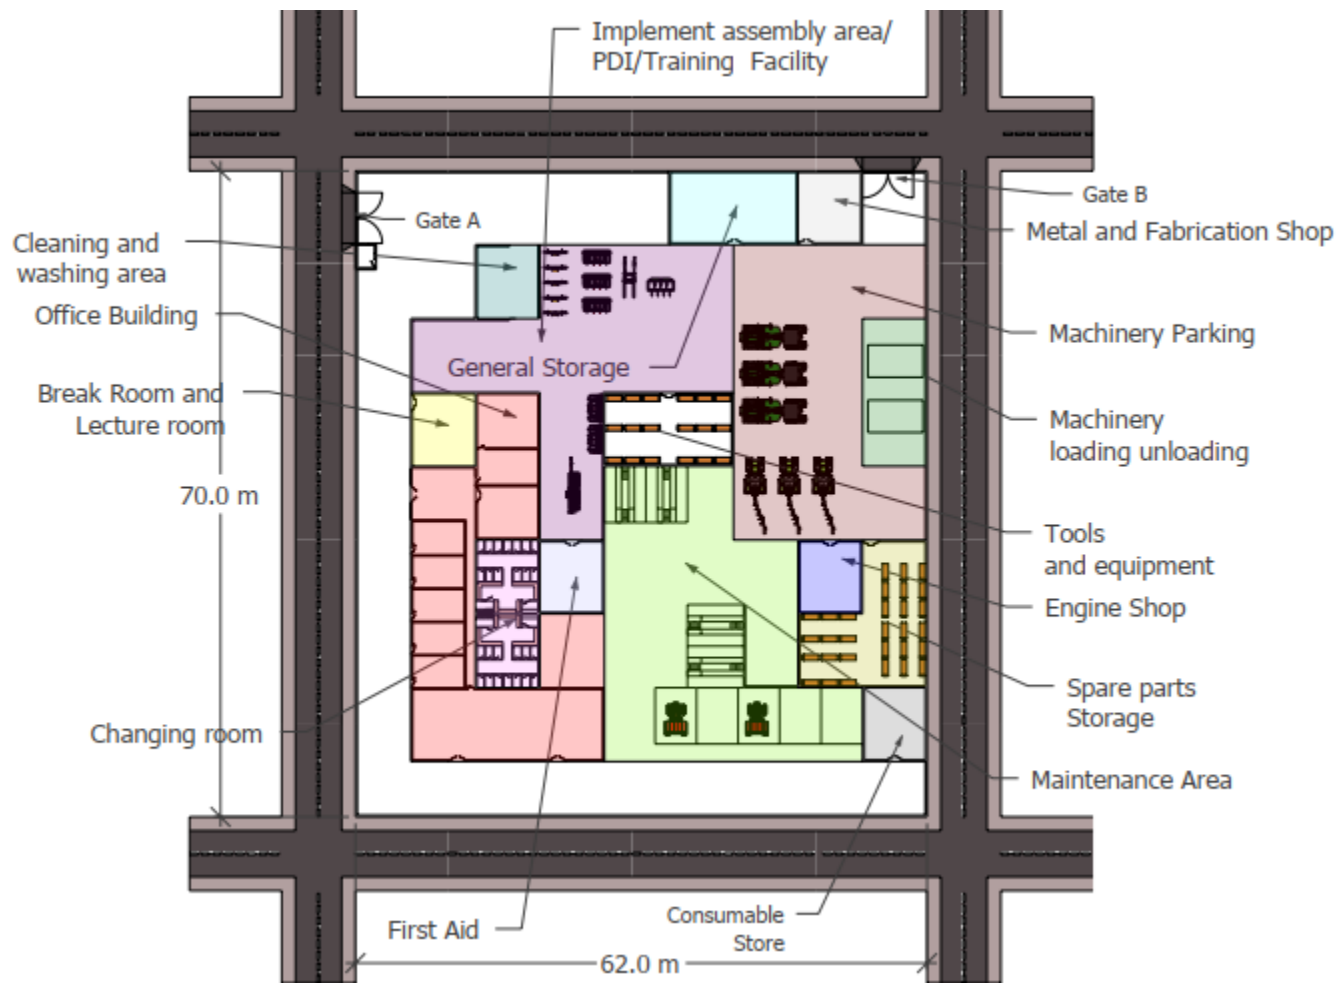 Implement assembly area/
PDI/Training  Facility
Gate A
Gate B
Cleaning and
washing area
Metal and Fabrication Shop
Office Building
Machinery Parking
General Storage
Break Room and
Lecture room
Machinery
loading unloading
70.0 m
Tools
and equipment
Engine Shop
Spare parts
Storage
Changing room
Maintenance Area
First Aid
Consumable
Store
62.0 m